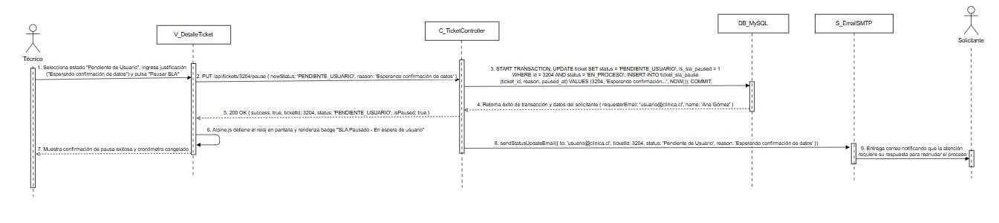 V_DetalleTicket
C_TicketController
DB_MySQL
S_EmailSMTP
Solicitante
Técnico
1. Selecciona estado "Pendiente de Usuario", ingresa justificación
("Esperando confirmación de datos") y pulsa "Pausar SLA"
2. PUT /api/tickets/3204/pause { newStatus: 'PENDIENTE_USUARIO', reason: 'Esperando confirmación de datos' }
3. START TRANSACTION; UPDATE ticket SET status = 'PENDIENTE_USUARIO', is_sla_paused = 1
WHERE id = 3204 AND status = 'EN_PROCESO'; INSERT INTO ticket_sla_pause
(ticket_id, reason, paused_at) VALUES (3204, 'Esperando confirmación...', NOW()); COMMIT;
4. Retorna éxito de transacción y datos del solicitante { requesterEmail: 'usuario@clinica.cl', name: 'Ana Gómez' }
5. 200 OK { success: true, ticketId: 3204, status: 'PENDIENTE_USUARIO', isPaused: true }
6. Alpine.js detiene el reloj en pantalla y renderiza badge "SLA Pausado - En espera de usuario"
7. Muestra confirmación de pausa exitosa y cronómetro congelado
8. sendStatusUpdateEmail({ to: 'usuario@clinica.cl', ticketId: 3204, status: 'Pendiente de Usuario', reason: 'Esperando confirmación de datos' })
9. Entrega correo notificando que la atención
requiere su respuesta para reanudar el proceso